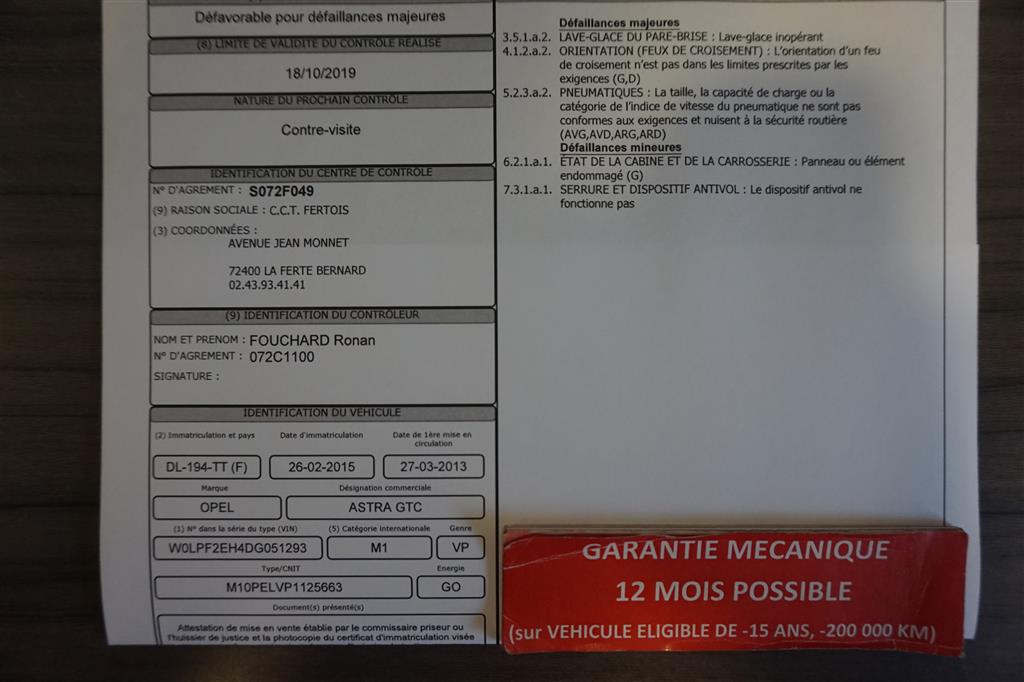 Défavorable pour défaillances majeures
(8) LIMITE DE VALIDITÉ DU CONTRÔLE RÉALISÉ
18/10/2019
NATURE DU PROCHAIN CONTRÔLE
Contre-visite
IDENTIFICATION DU CENTRE DE CONTRÔLE
N° D'AGREMENT : S072F049
(9) RAISON SOCIALE : C.C.T. FERTOIS
(3) COORDONNÉES :
AVENUE JEAN MONNET
72400 LA FERTE BERNARD
02.43.93.41.41
(9) IDENTIFICATION DU CONTRÔLEUR
NOM ET PRENOM : FOUCHARD Ronan
N° D'AGREMENT : 072C1100
SIGNATURE :
IDENTIFICATION DU VÉHICULE
(2) Immatriculation et pays Date d'immatriculation Date de 1ère mise en
circulation
DL-194-TT (F) 26-02-2015 27-03-2013
Marque Désignation commerciale
OPEL ASTRA GTC
(1) N° dans la série du type (VIN) (5) Catégorie internationale Genre
W0LPF2EH4DG051293 M1 VP
Type/CNIT Energie
M10PELVP1125663 GO
Document(s) présenté(s)
Attestation de mise en vente établie par le commissaire priseur ou
l'huissier de justice et la photocopie du certificat d'immatriculation visée
Défaillances majeures
3.5.1.a.2. LAVE-GLACE DU PARE-BRISE : Lave-glace inopérant
4.1.2.a.2. ORIENTATION (FEUX DE CROISEMENT) : L'orientation d'un feu
de croisement n'est pas dans les limites prescrites par les
exigences (G,D)
5.2.3.a.2. PNEUMATIQUES : La taille, la capacité de charge ou la
catégorie de l'indice de vitesse du pneumatique ne sont pas
conformes aux exigences et nuisent à la sécurité routière
(AVG,AVD,ARG,ARD)
Défaillances mineures
6.2.1.a.1. ÉTAT DE LA CABINE ET DE LA CARROSSERIE : Panneau ou élément
endommagé (G)
7.3.1.a.1. SERRURE ET DISPOSITIF ANTIVOL : Le dispositif antivol ne
fonctionne pas
GARANTIE MECANIQUE
12 MOIS POSSIBLE
(sur VEHICULE ELIGIBLE DE -15 ANS, -200 000 KM)